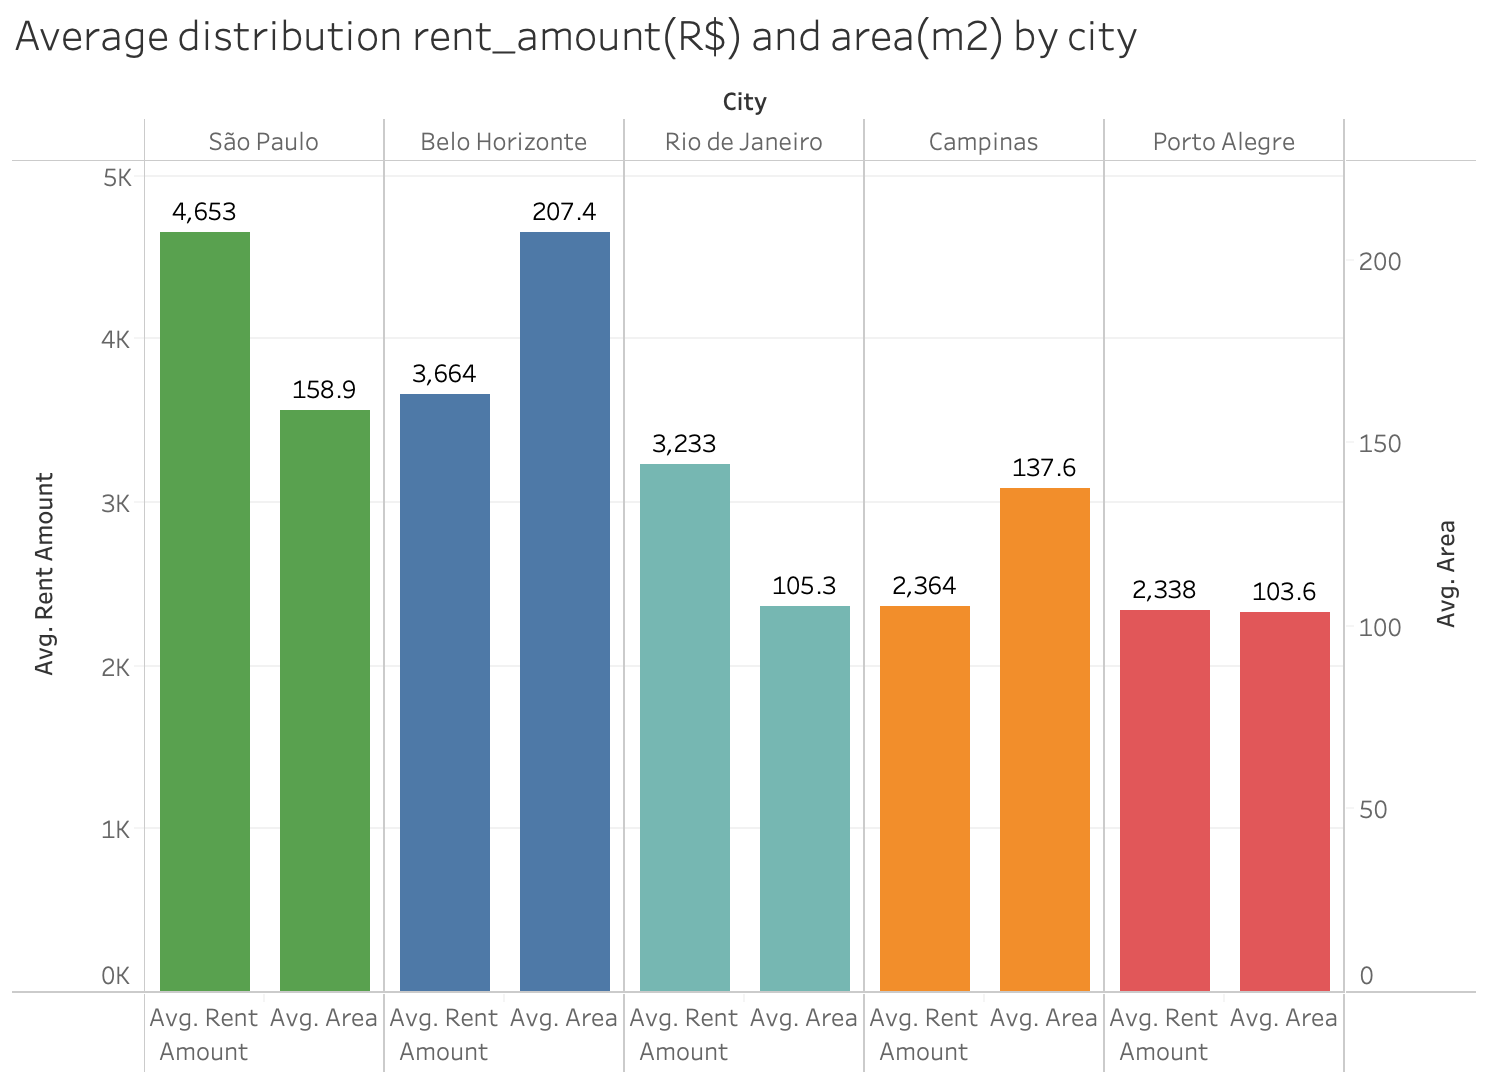 Average distribution rent_amount(R$) and area(m2) by city
City
São Paulo Belo Horizonte Rio de Janeiro Campinas Porto Alegre
5K
4K
3K
2K
1K
0K
Avg. Rent Amount
4,653
158.9
3,664
207.4
3,233
105.3
2,364
137.6
2,338
103.6
200
150
100
50
0
Avg. Area
Avg. Rent Amount
Avg. Area
Avg. Rent Amount
Avg. Area
Avg. Rent Amount
Avg. Area
Avg. Rent Amount
Avg. Area
Avg. Rent Amount
Avg. Area